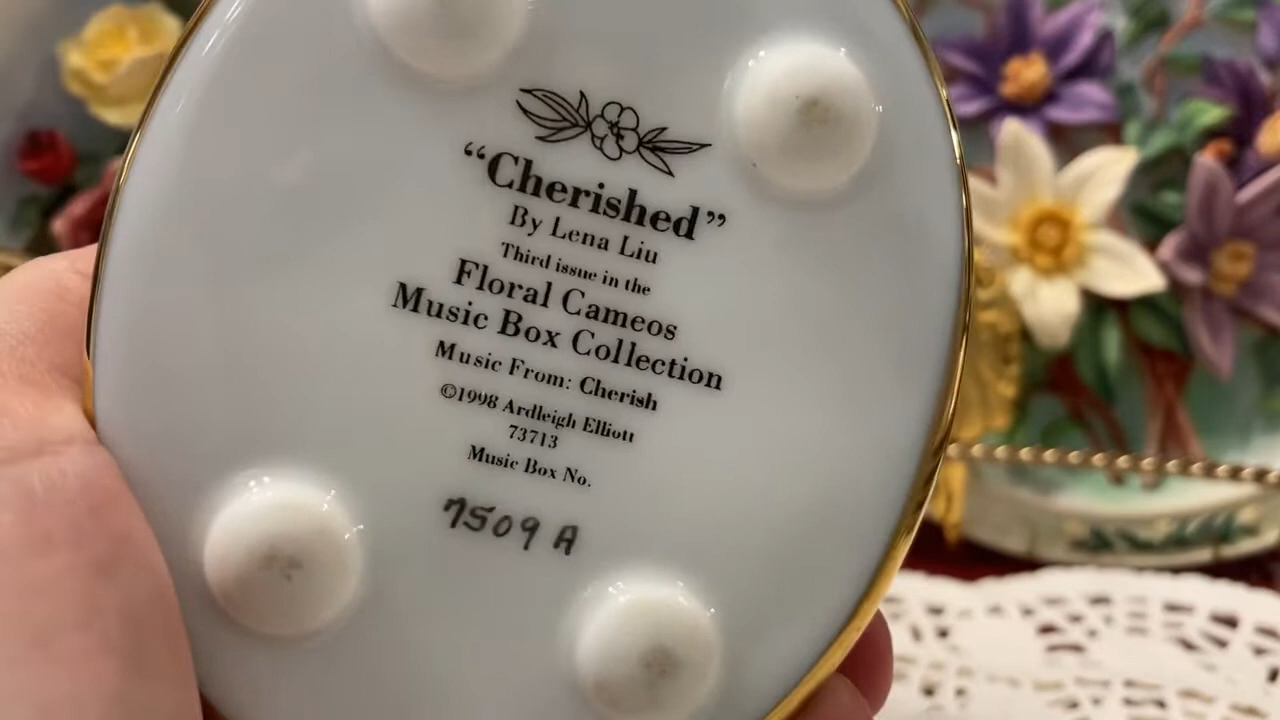 “Cherished”
By Lena Liu
Third issue in the
Floral Cameos
Music Box Collection
Music From: Cherish
©1998 Ardleigh Elliott
73713
Music Box No.
7509 A